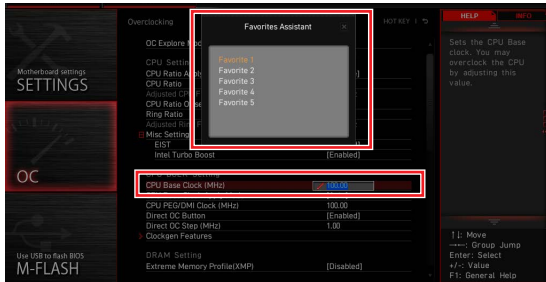 Overclocking
HOT KEY
HELP
INFO
Favorites Assistant
×
Favorite 1
Favorite 2
Favorite 3
Favorite 4
Favorite 5
Motherboard settings
SETTINGS
OC
Use USB to flash BIOS
M-FLASH
OC Explore
CPU Setting
CPU Ratio
CPU Ratio
Adjusted CPU
CPU Ratio
Ring Ratio
Adjusted Ring
Misc Setting
EIST
Intel Turbo Boost [Enabled]
CPU Base Clock (MHz) 100.00
CPU PEG/DMI Clock (MHz) 100.00
Direct OC Button [Enabled]
Direct OC Step (MHz) 1.00
Clockgen Features
DRAM Setting
Extreme Memory Profile(XMP) [Disabled]
Sets the CPU Base
clock. You may
overclock the CPU
by adjusting this
value.
↑↓: Move
: Group Jump
Enter: Select
+/-: Value
F1: General Help